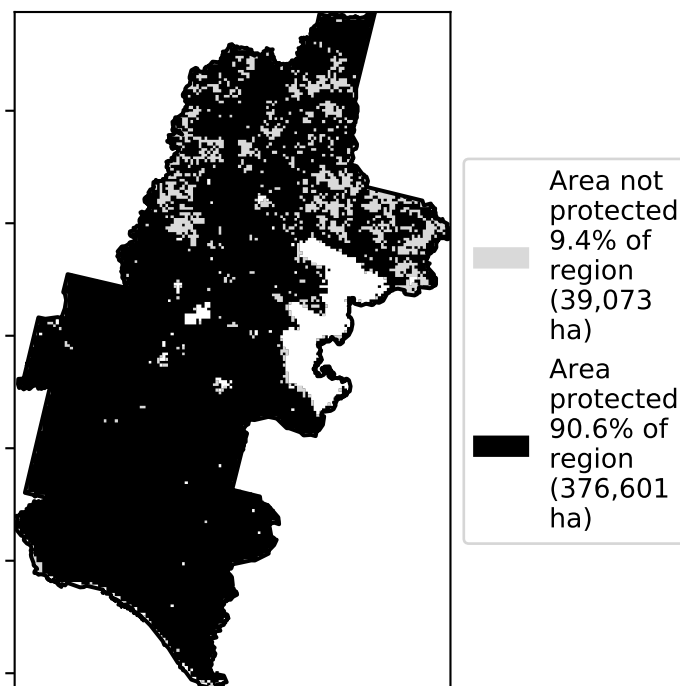 Area not
protected
9.4% of
region
(39,073
ha)
Area
protected
90.6% of
region
(376,601
ha)